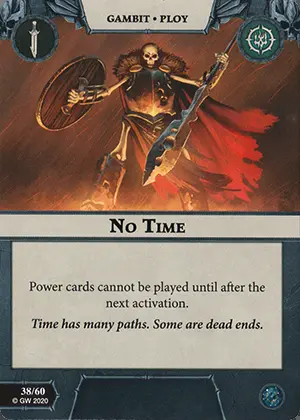 GAMBIT • PLOY
NO TIME
Power cards cannot be played until after the
next activation.
Time has many paths. Some are dead ends.
38/60
© GW 2020